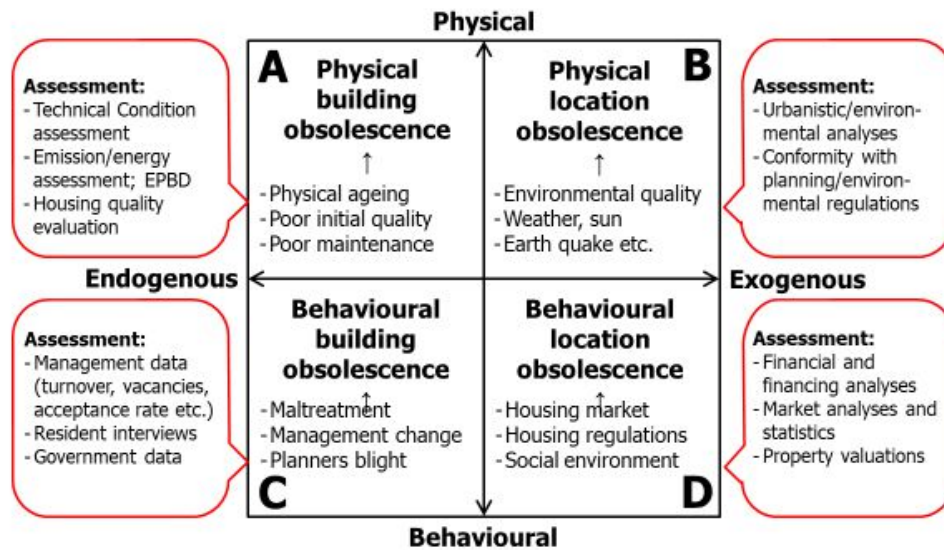 Physical
Assessment:
- Technical Condition
assessment
- Emission/energy
assessment; EPBD
- Housing quality
evaluation
A
Physical
building
obsolescence
↑
- Physical ageing
- Poor initial quality
- Poor maintenance
B
Physical
location
obsolescence
↑
- Environmental quality
- Weather, sun
- Earth quake etc.
Assessment:
- Urbanistic/environ-
mental analyses
- Conformity with
planning/environ-
mental regulations
Endogenous
Exogenous
Assessment:
- Management data
(turnover, vacancies,
acceptance rate etc.)
- Resident interviews
- Government data
Behavioural
building
obsolescence
↑
- Maltreatment
- Management change
- Planners blight
C
Behavioural
location
obsolescence
↑
- Housing market
- Housing regulations
- Social environment
D
Assessment:
- Financial and
financing analyses
- Market analyses and
statistics
- Property valuations
Behavioural